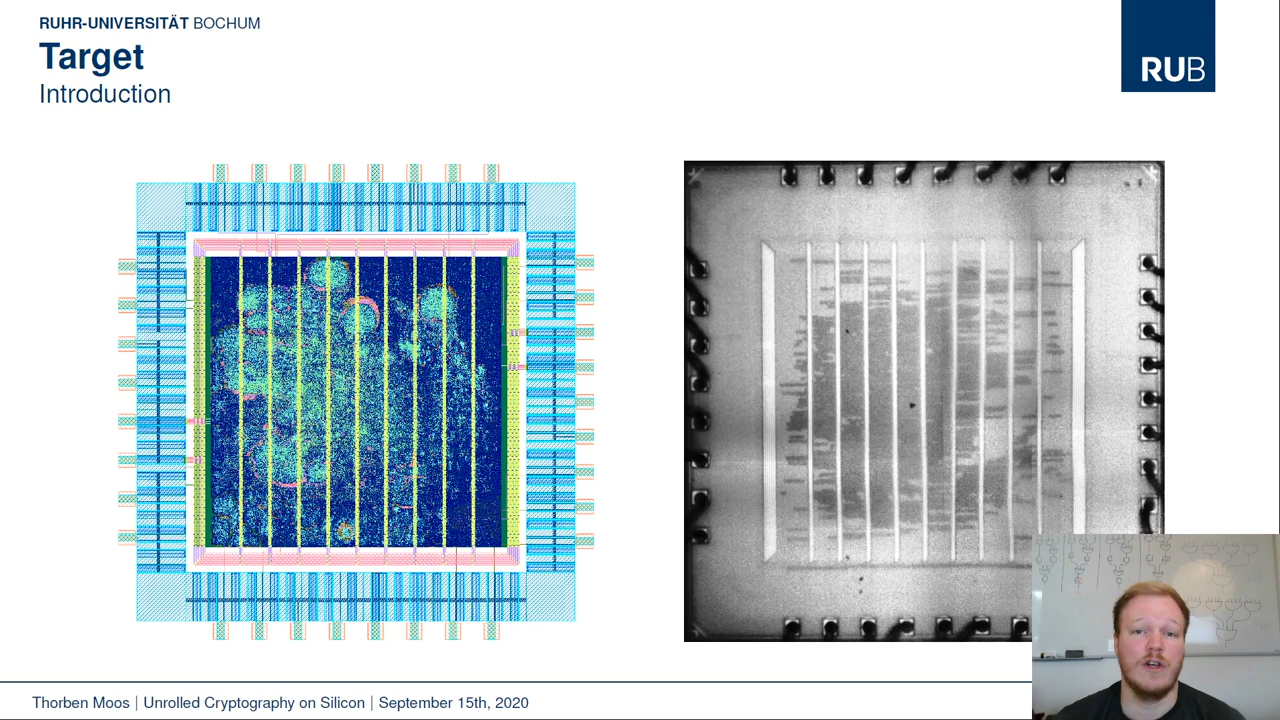 RUHR-UNIVERSITÄT BOCHUM
Target
Introduction
RUB
Thorben Moos | Unrolled Cryptography on Silicon | September 15th, 2020